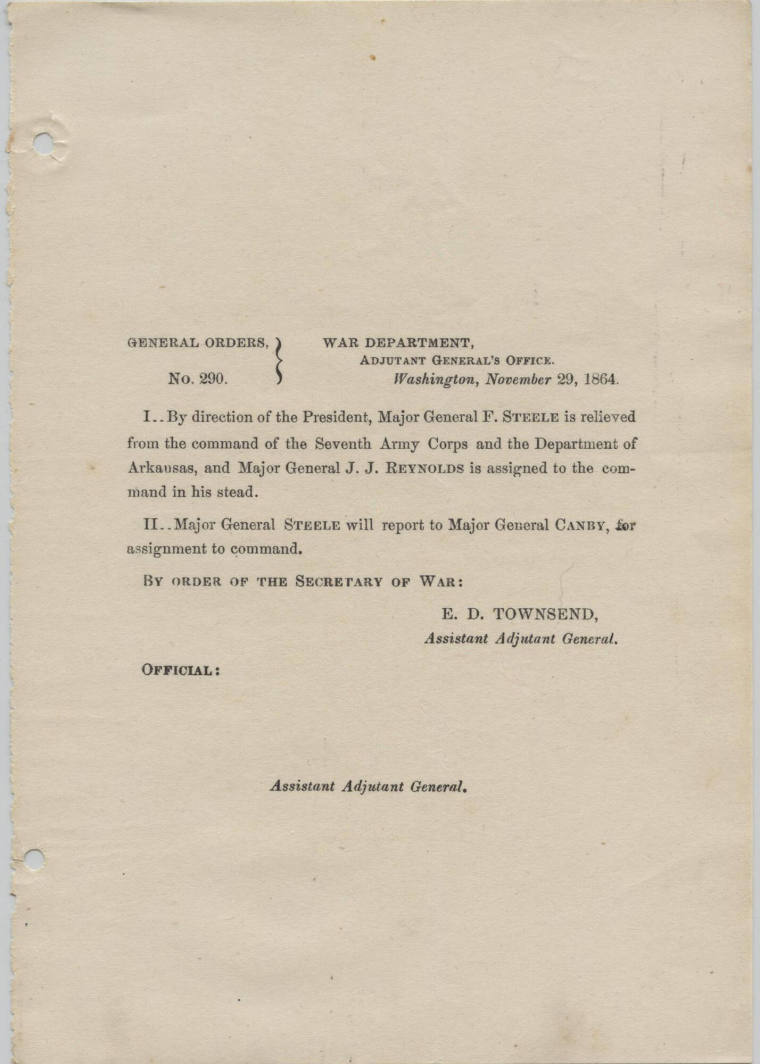 GENERAL ORDERS, } WAR DEPARTMENT,
ADJUTANT GENERAL'S OFFICE.
No. 290. Washington, November 29, 1864.
I..By direction of the President, Major General F. STEELE is relieved
from the command of the Seventh Army Corps and the Department of
Arkansas, and Major General J. J. REYNOLDS is assigned to the com-
mand in his stead.
II..Major General STEELE will report to Major General CANBY, for
assignment to command.
BY ORDER OF THE SECRETARY OF WAR:
E. D. TOWNSEND,
Assistant Adjutant General.
OFFICIAL:
Assistant Adjutant General.